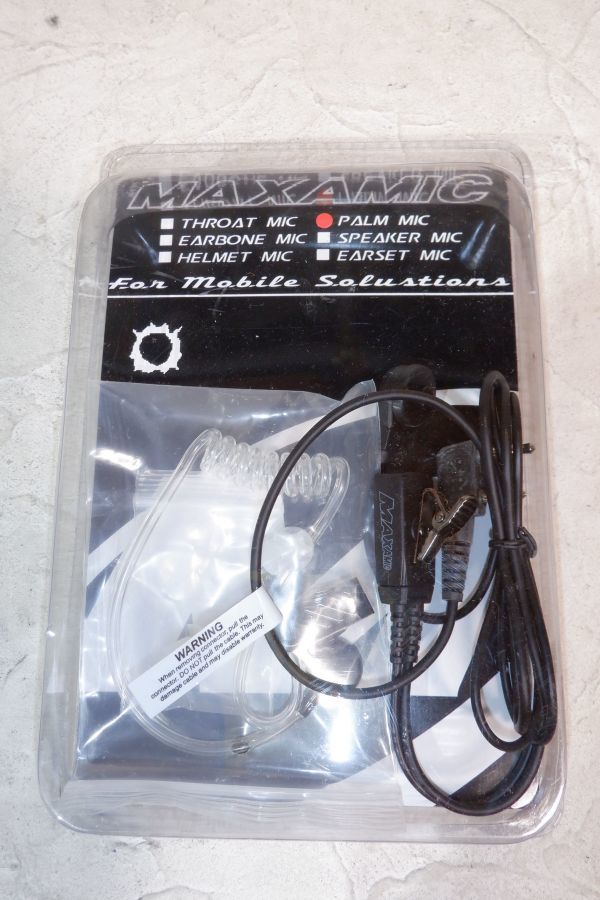 MAXAMIC
THROAT MIC PALM MIC
EARBONE MIC SPEAKER MIC
HELMET MIC EARSET MIC
For Mobile Solustions
MAXAMIC
WARNING
When removing connector, pull the
connector. DO NOT pull the cable. This may
damage cable and may disable warranty.